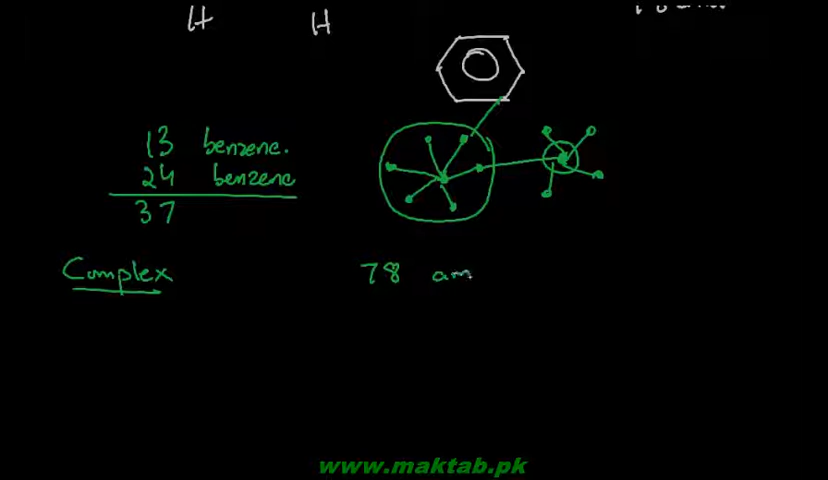 H H
13 benzene.
24 benzene
37
Complex 78 am
www.maktab.pk